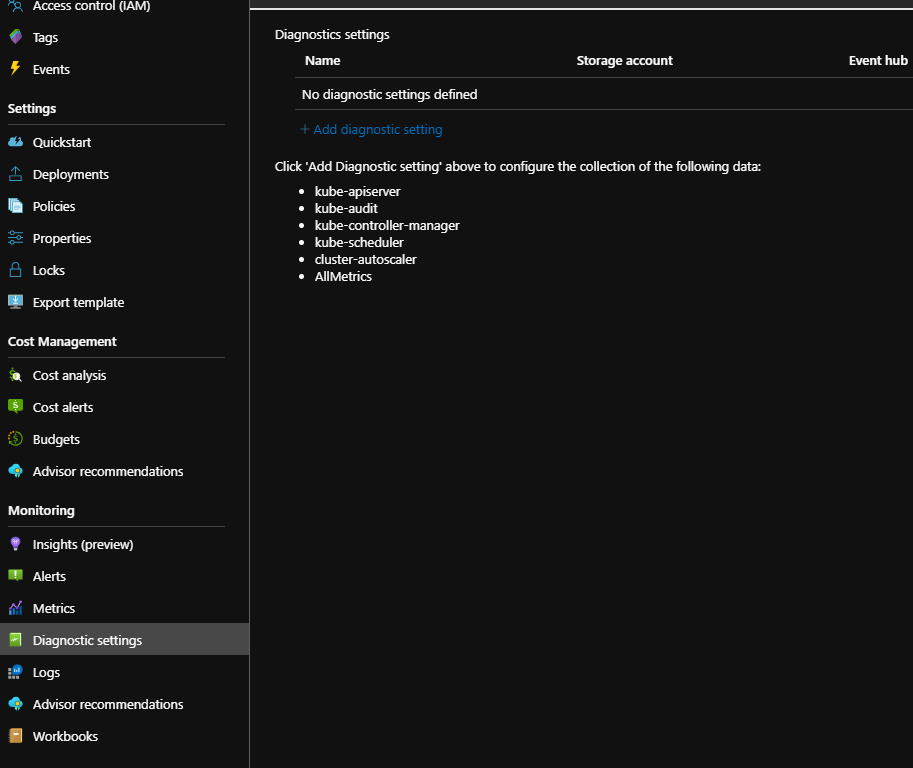 Access control (IAM)
Tags
Events
Settings
Quickstart
Deployments
Policies
Properties
Locks
Export template
Cost Management
Cost analysis
Cost alerts
Budgets
Advisor recommendations
Monitoring
Insights (preview)
Alerts
Metrics
Diagnostic settings
Logs
Advisor recommendations
Workbooks
Diagnostics settings
Name Storage account Event hub
No diagnostic settings defined
+ Add diagnostic setting
Click 'Add Diagnostic setting' above to configure the collection of the following data:
• kube-apiserver
• kube-audit
• kube-controller-manager
• kube-scheduler
• cluster-autoscaler
• AllMetrics